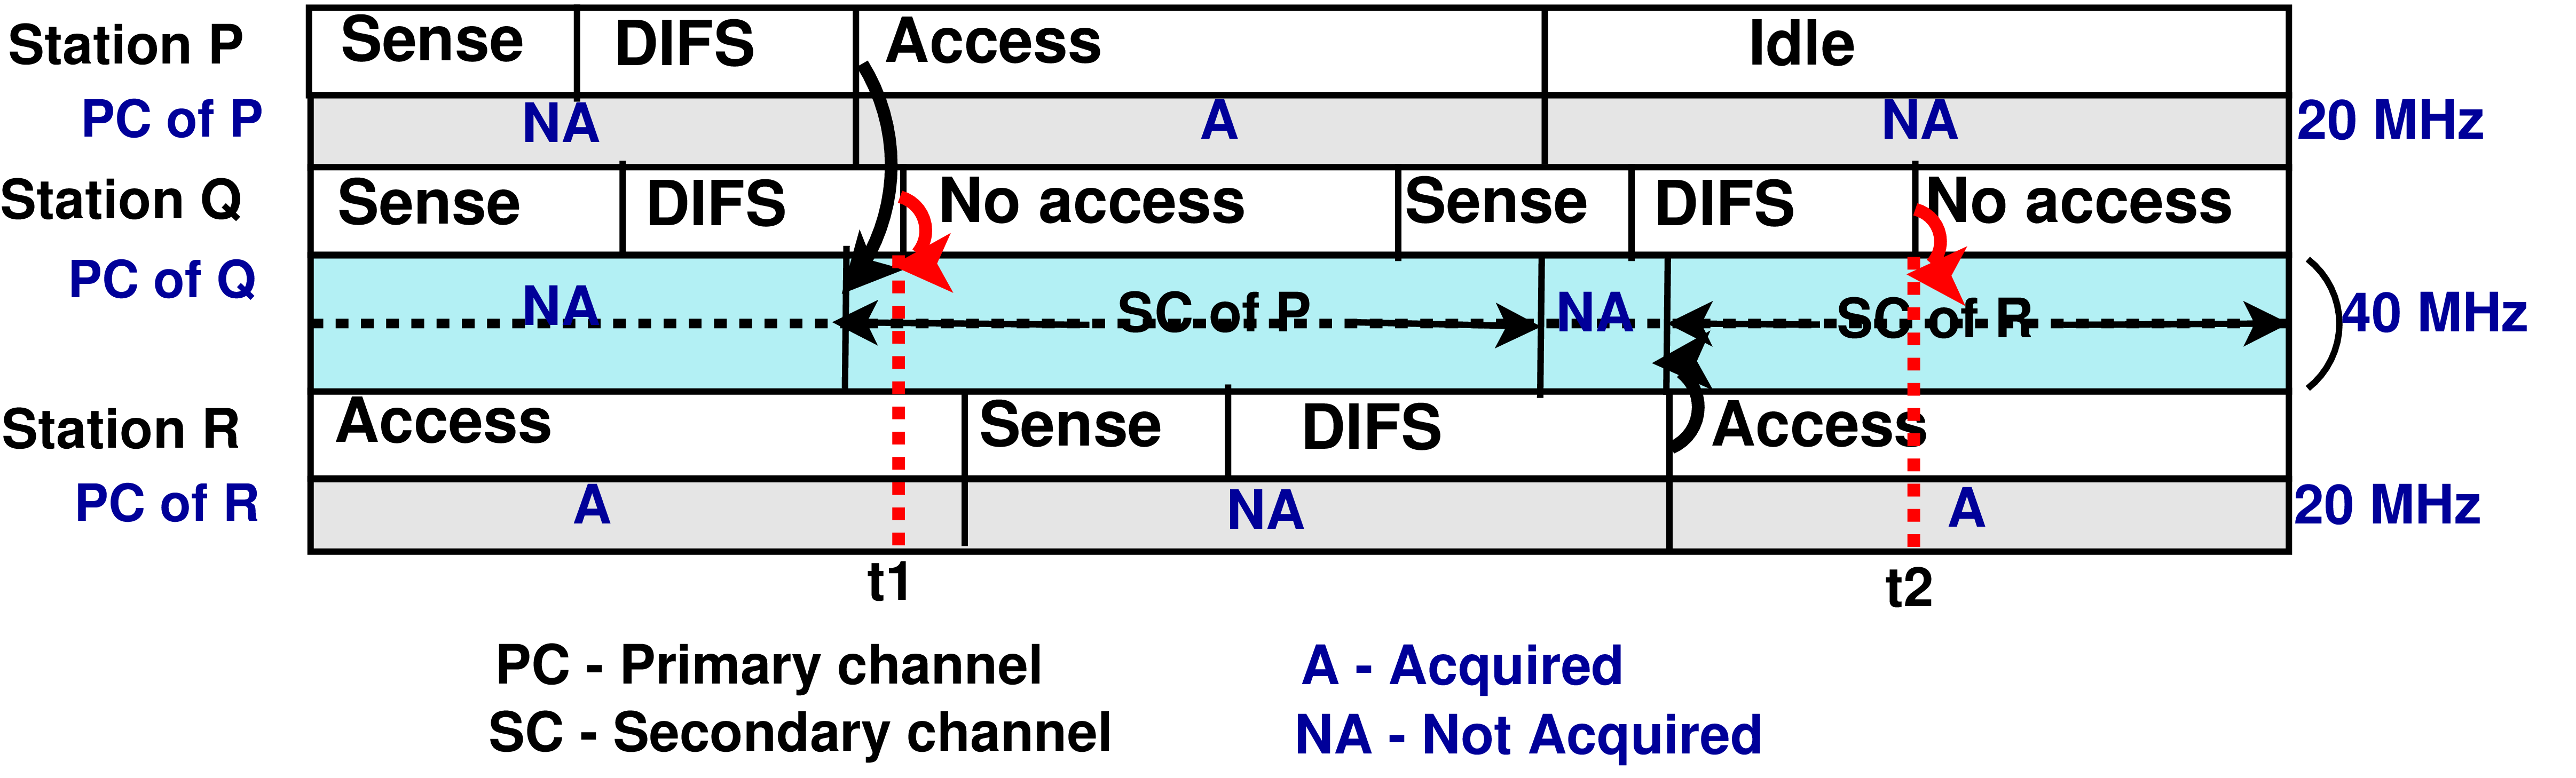 Station P Sense DIFS Access Idle
PC of P NA A NA 20 MHz
Station Q Sense DIFS No access Sense DIFS No access
PC of Q NA SC of P NA SC of R 40 MHz
Station R Access Sense DIFS Access
PC of R A NA A 20 MHz
t1 t2
PC - Primary channel A - Acquired
SC - Secondary channel NA - Not Acquired